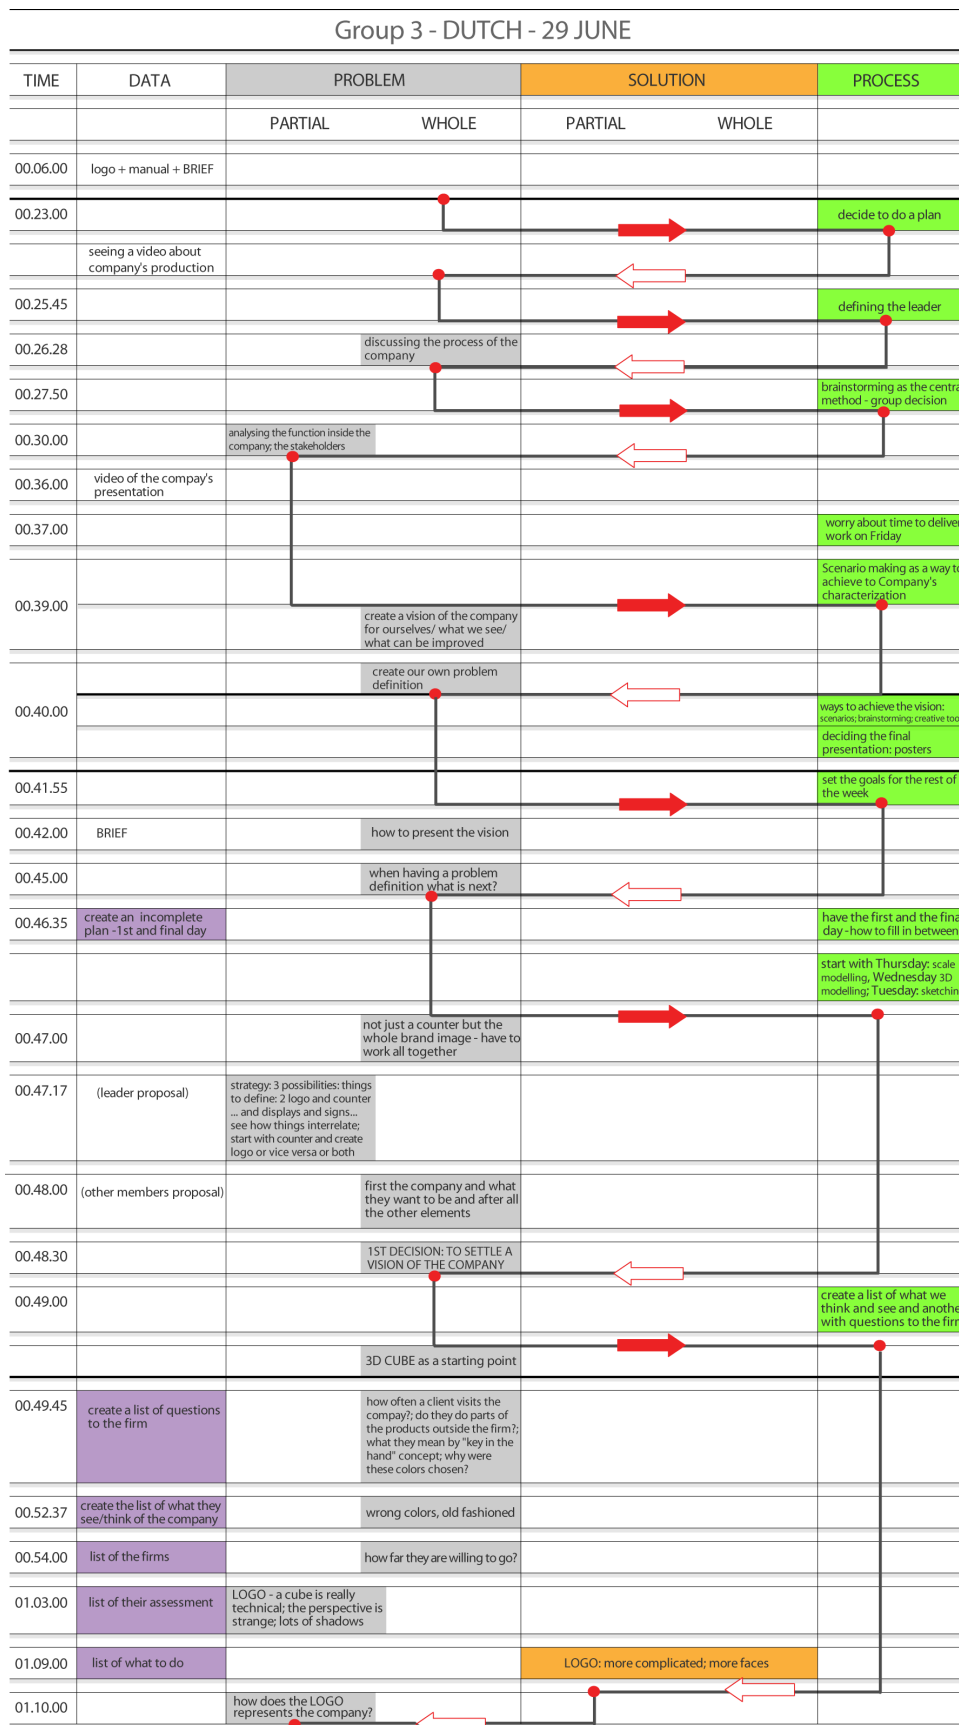 Group 3 - DUTCH - 29 JUNE
TIME DATA PROBLEM SOLUTION PROCESS
PARTIAL WHOLE PARTIAL WHOLE
00.06.00 logo + manual + BRIEF
00.23.00 decide to do a plan
seeing a video about
company's production
00.25.45 defining the leader
00.26.28 discussing the process of the
company
00.27.50 brainstorming as the centra
method - group decision
00.30.00 analysing the function inside the
company; the stakeholders
00.36.00 video of the compay's
presentation
00.37.00 worry about time to deliver
work on Friday
Scenario making as a way to
achieve to Company's
characterization
00.39.00
create a vision of the company
for ourselves/ what we see/
what can be improved
create our own problem
definition
00.40.00
ways to achieve the vision:
scenarios; brainstorming; creative too
deciding the final
presentation: posters
00.41.55 set the goals for the rest of
the week
00.42.00 BRIEF how to present the vision
00.45.00 when having a problem
definition what is next?
00.46.35 create an incomplete
plan -1st and final day
have the first and the fina
day -how to fill in between
start with Thursday: scale
modelling, Wednesday 3D
modelling; Tuesday: sketchin
00.47.00 not just a counter but the
whole brand image - have to
work all together
00.47.17 (leader proposal)
strategy: 3 possibilities: things
to define: 2 logo and counter
... and displays and signs...
see how things interrelate;
start with counter and create
logo or vice versa or both
00.48.00 (other members proposal)
first the company and what
they want to be and after all
the other elements
00.48.30 1ST DECISION: TO SETTLE A
VISION OF THE COMPANY
00.49.00 create a list of what we
think and see and anothe
with questions to the firm
3D CUBE as a starting point
00.49.45 create a list of questions
to the firm
how often a client visits the
compay?; do they do parts of
the products outside the firm?;
what they mean by "key in the
hand" concept; why were
these colors chosen?
00.52.37 create the list of what they
see/think of the company
wrong colors, old fashioned
00.54.00 list of the firms how far they are willing to go?
01.03.00 list of their assessment
LOGO - a cube is really
technical; the perspective is
strange; lots of shadows
01.09.00 list of what to do LOGO: more complicated; more faces
01.10.00 how does the LOGO
represents the company?